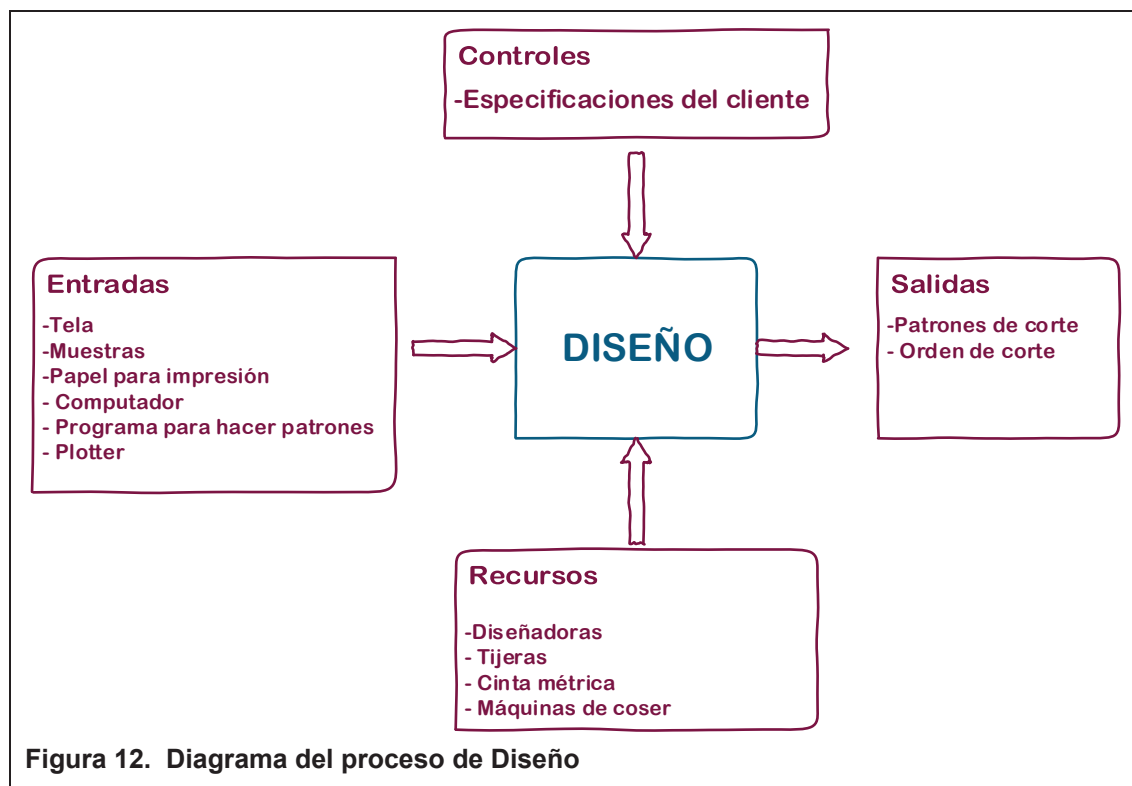 Controles
-Especificaciones del cliente
Entradas
-Tela
-Muestras
-Papel para impresión
- Computador
- Programa para hacer patrones
- Plotter
DISEÑO
Salidas
-Patrones de corte
- Orden de corte
Recursos
-Diseñadoras
- Tijeras
- Cinta métrica
- Máquinas de coser
Figura 12. Diagrama del proceso de Diseño